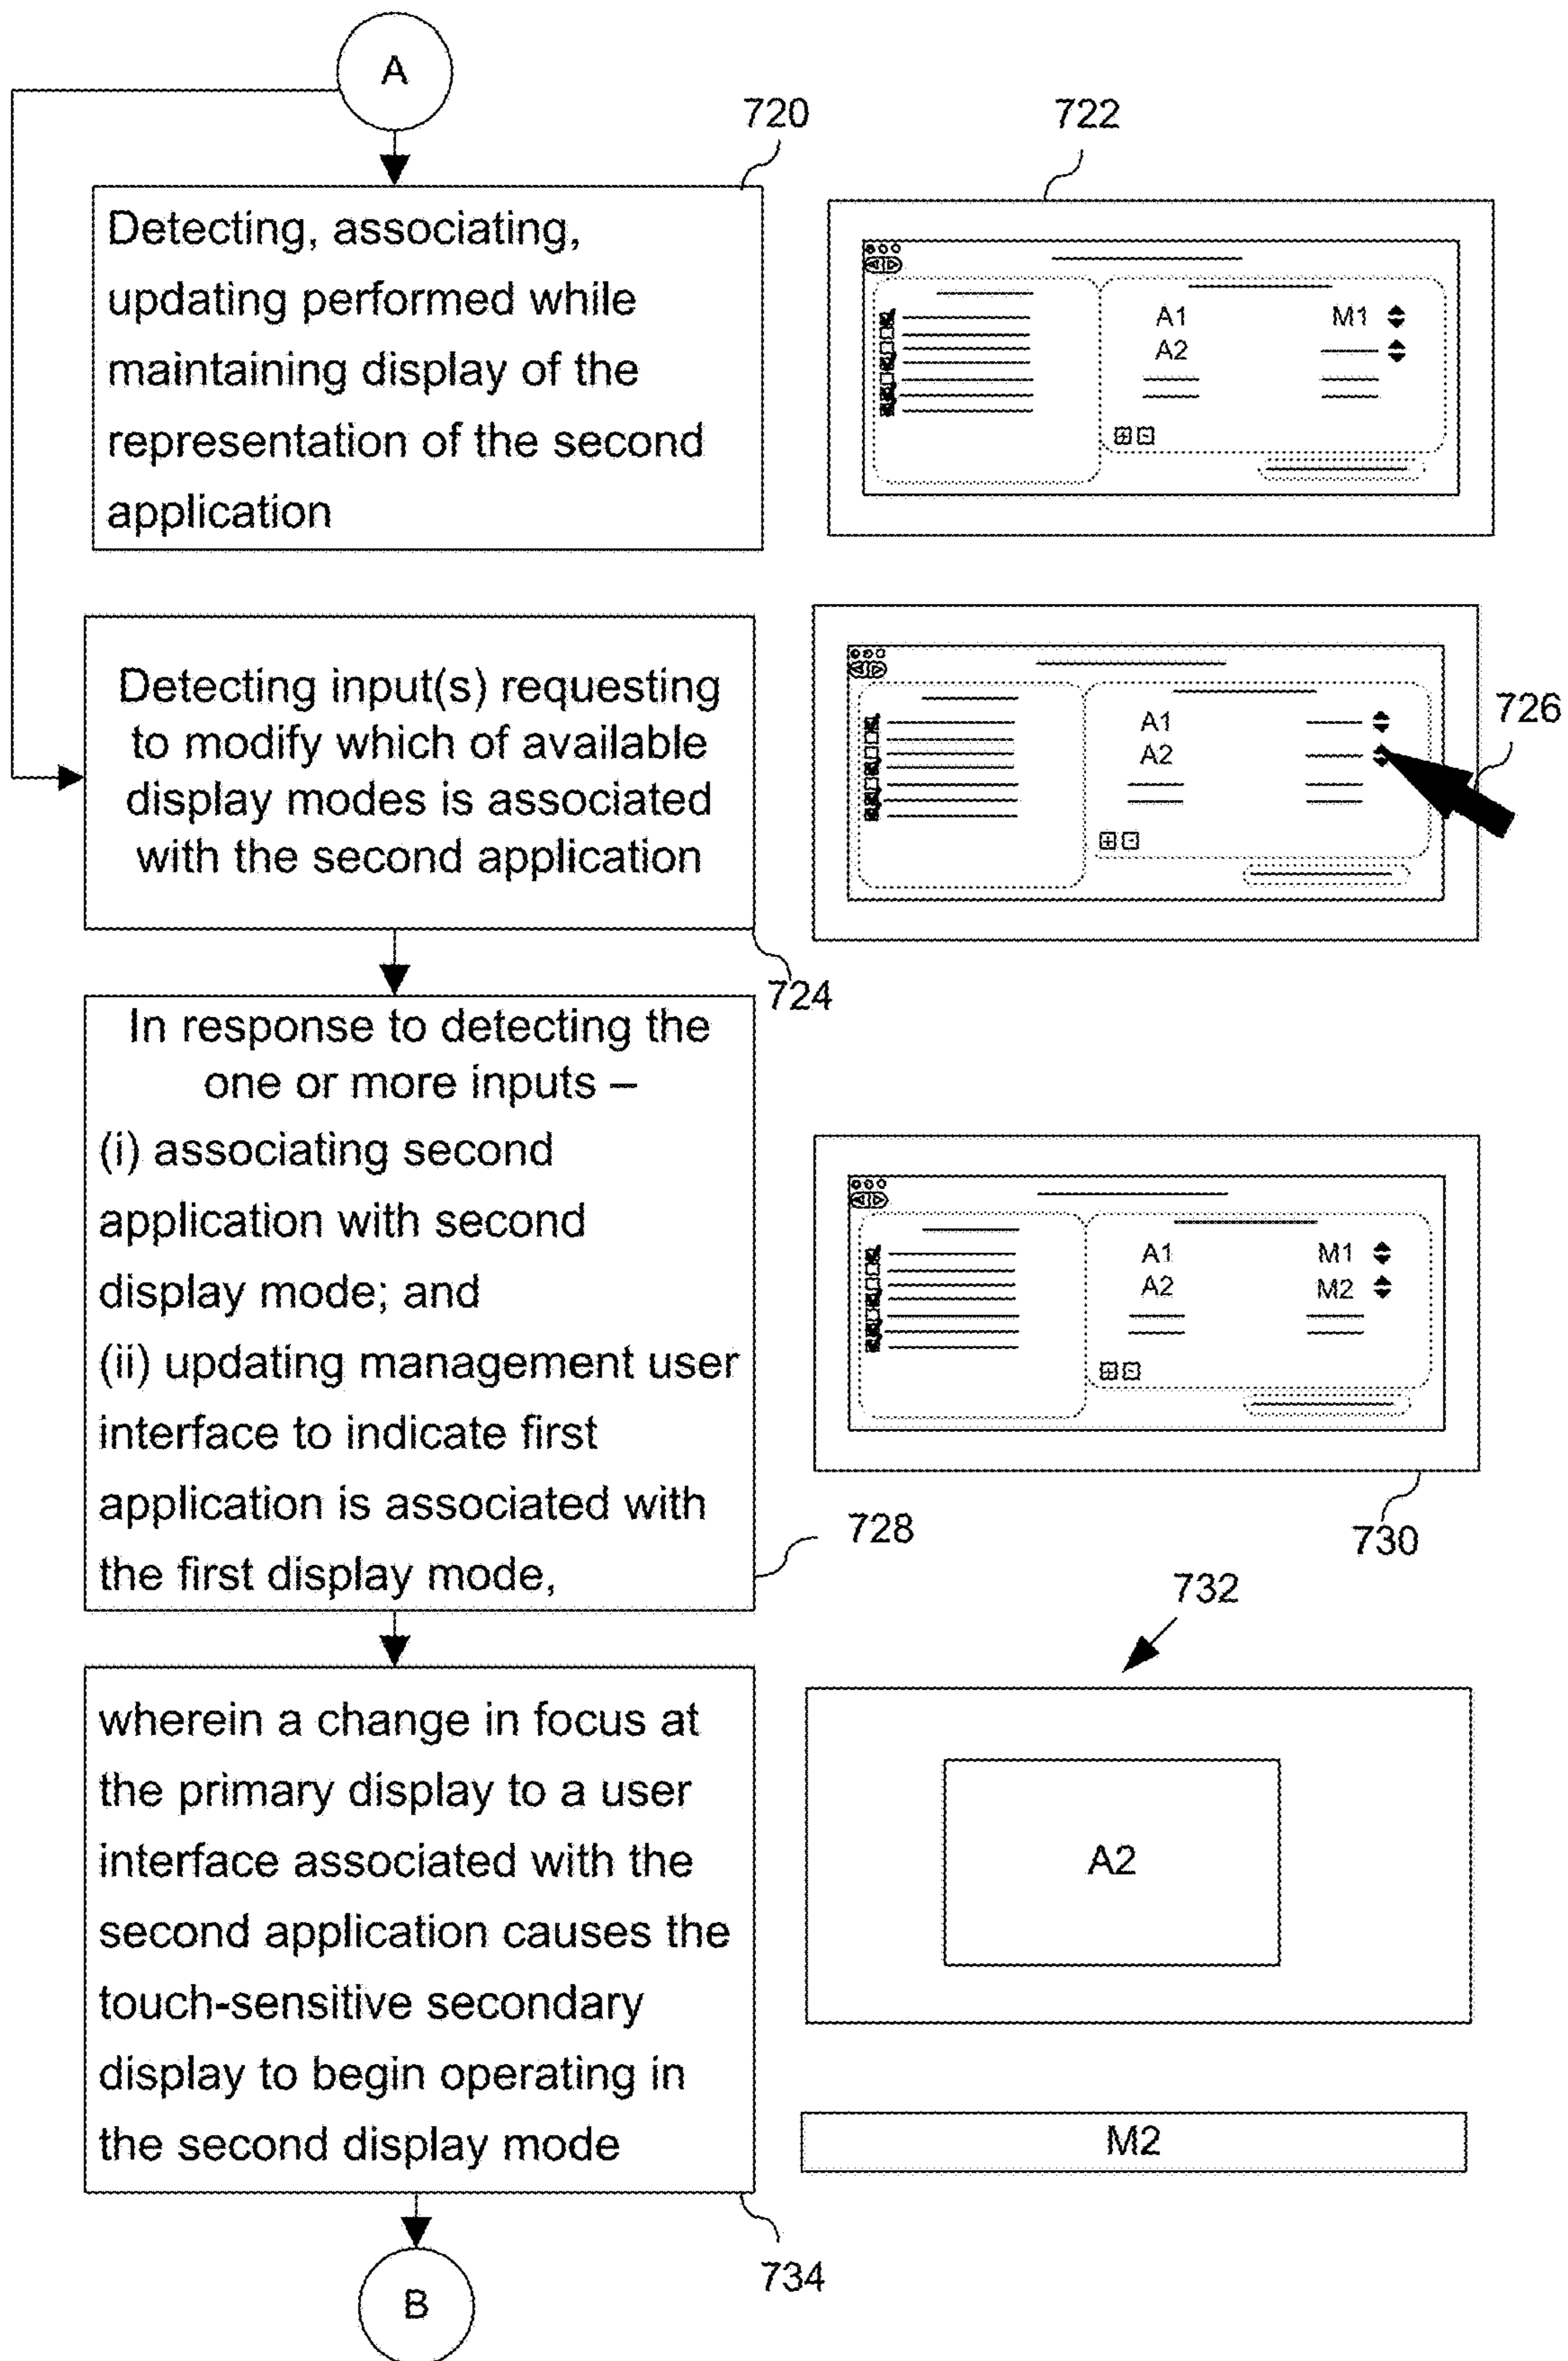 A
720
722
Detecting, associating,
updating performed while
maintaining display of the
representation of the second
application
A1 M1
A2
Detecting input(s) requesting
to modify which of available
display modes is associated
with the second application
A1
A2
726
724
In response to detecting the
one or more inputs –
(i) associating second
application with second
display mode; and
(ii) updating management user
interface to indicate first
application is associated with
the first display mode,
A1 M1
A2 M2
728
730
732
wherein a change in focus at
the primary display to a user
interface associated with the
second application causes the
touch-sensitive secondary
display to begin operating in
the second display mode
A2
M2
734
B